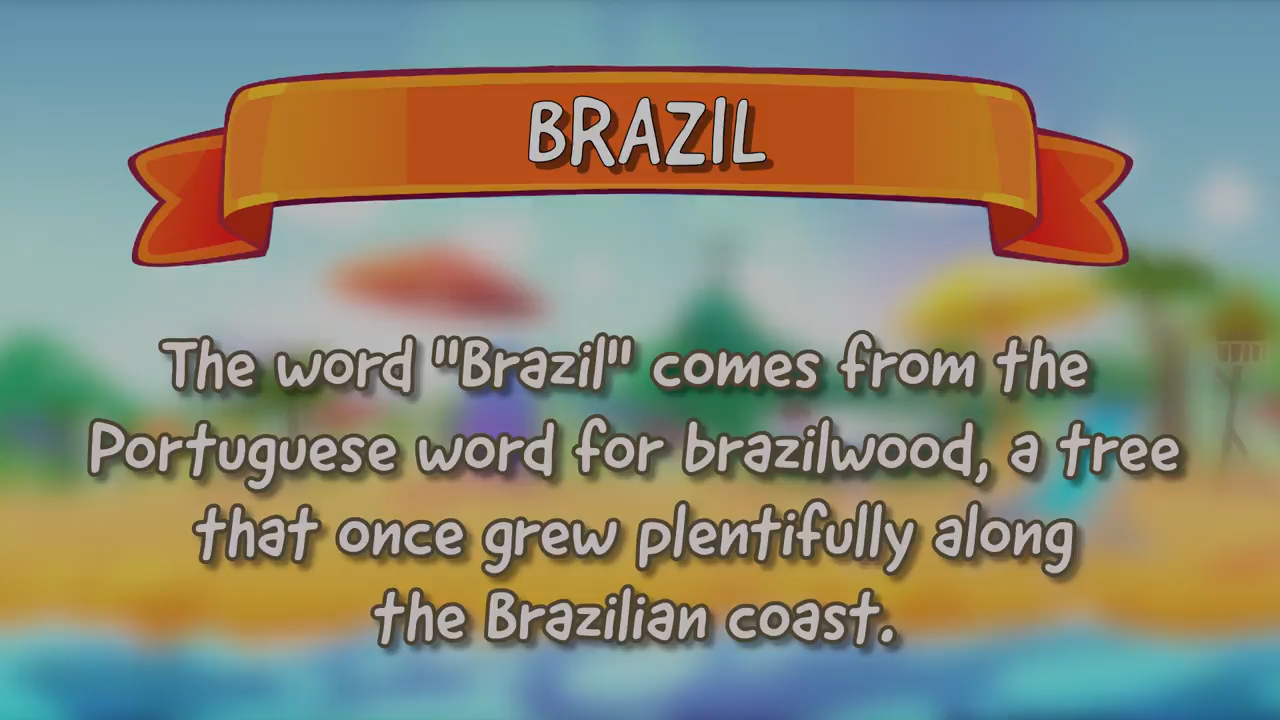 BRAZIL
The word "Brazil" comes from the
Portuguese word for brazilwood, a tree
that once grew plentifully along
the Brazilian coast.